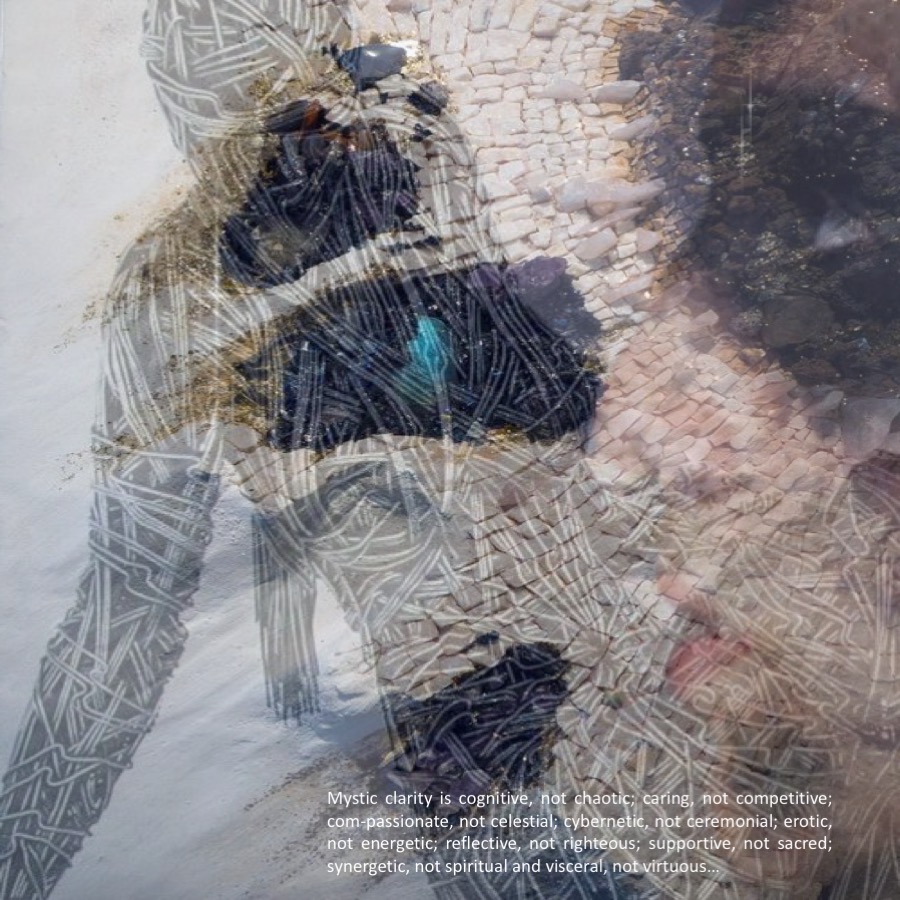 Mystic clarity is cognitive, not chaotic; caring, not competitive;
com-passionate, not celestial; cybernetic, not ceremonial; erotic,
not energetic; reflective, not righteous; supportive, not sacred;
synergetic, not spiritual and visceral, not virtuous...